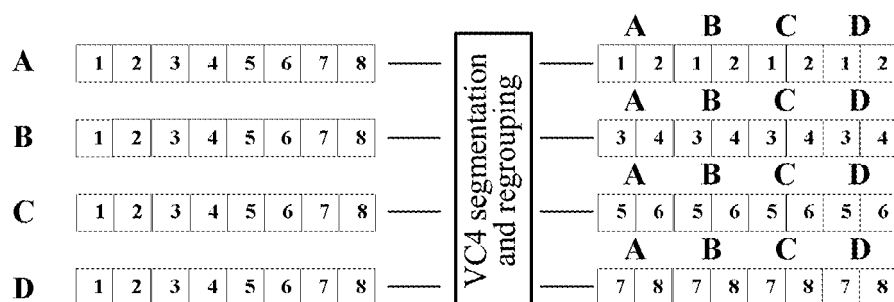 A B C D
A 1 2 3 4 5 6 7 8 1 2 1 2 1 2 1 2
A B C D
B 1 2 3 4 5 6 7 8 3 4 3 4 3 4 3 4
A B C D
C 1 2 3 4 5 6 7 8 5 6 5 6 5 6 5 6
A B C D
D 1 2 3 4 5 6 7 8 7 8 7 8 7 8 7 8
VC4 segmentation
and regrouping